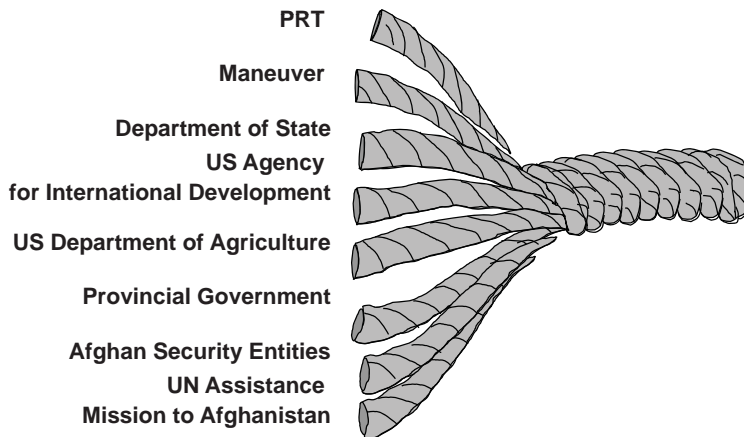 PRT
Maneuver
Department of State
US Agency
for International Development
US Department of Agriculture
Provincial Government
Afghan Security Entities
UN Assistance
Mission to Afghanistan